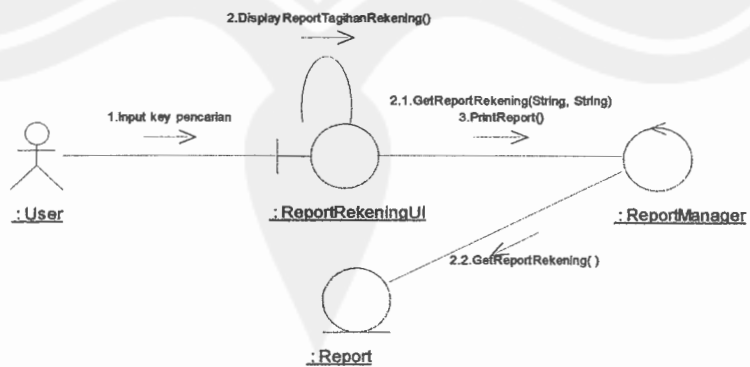 2.DisplayReportTagihanRekening()
1.Input key pencarian
2.1.GetReportRekening(String, String)
3.PrintReport()
: User
: ReportRekeningUI
: ReportManager
2.2.GetReportRekening( )
: Report